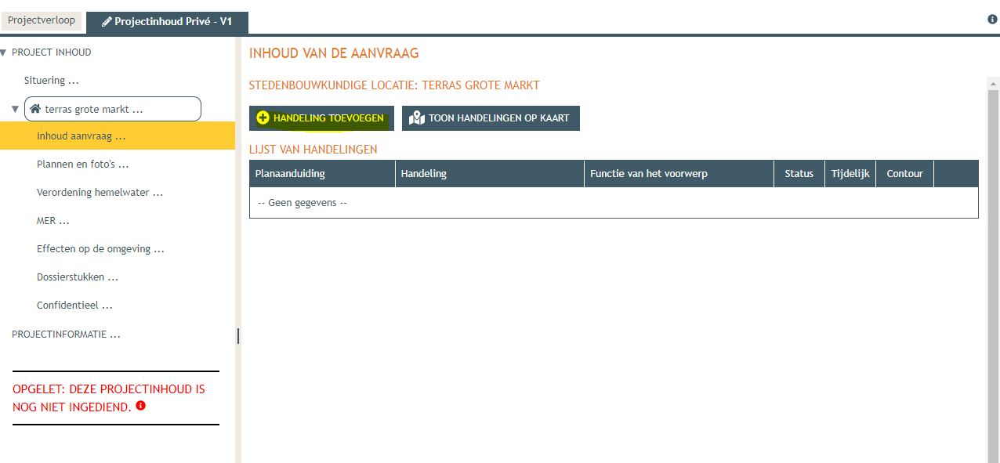 Projectverloop
Projectinhoud Privé - V1
PROJECT INHOUD
Situering ...
terras grote markt ...
Inhoud aanvraag ...
Plannen en foto's ...
Verordening hemelwater ...
MER ...
Effecten op de omgeving ...
Dossierstukken ...
Confidentieel ...
PROJECTINFORMATIE ...
OPGELET: DEZE PROJECTINHOUD IS
NOG NIET INGEDIEND.
INHOUD VAN DE AANVRAAG
STEDENBOUWKUNDIGE LOCATIE: TERRAS GROTE MARKT
HANDELING TOEVOEGEN
TOON HANDELINGEN OP KAART
LIJST VAN HANDELINGEN
Planaanduiding Handeling Functie van het voorwerp Status Tijdelijk Contour
-- Geen gegevens --